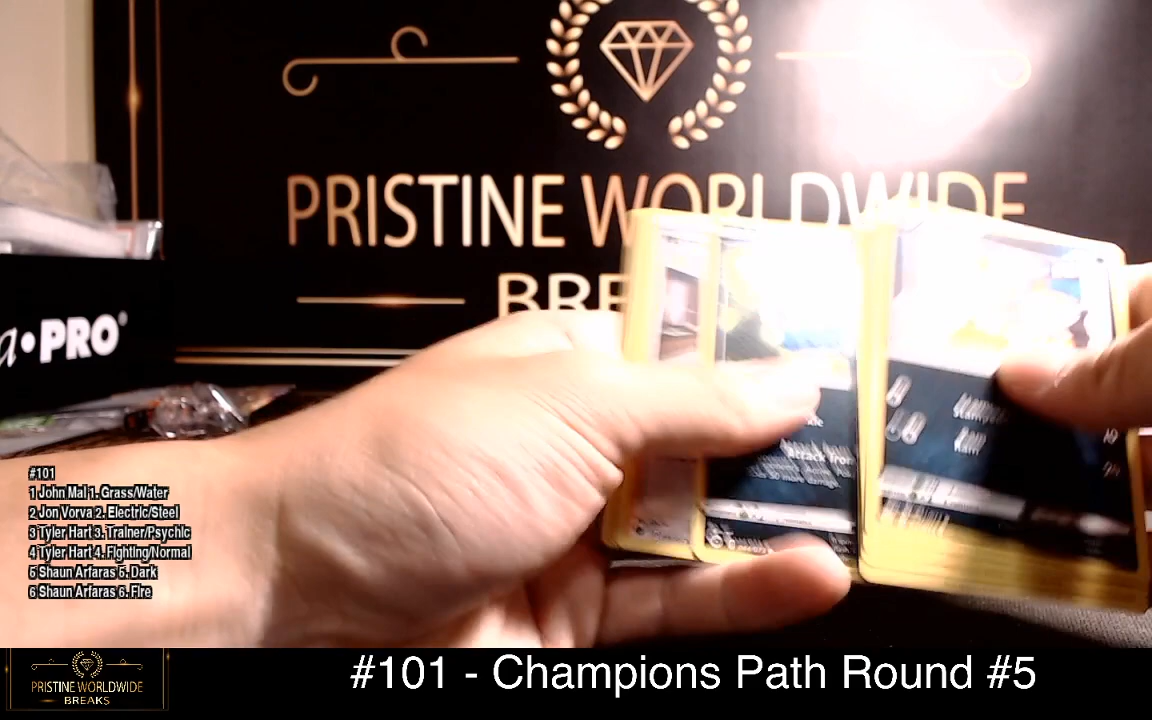 PRISTINE WORLDWIDE
BRE
a•PRO
Ram
#101
1 John Mal 1. Grass/Water
2 Jon Vorva 2. Electric/Steel
3 Tyler Hart 3. Trainer/Psychic
4 Tyler Hart 4. Fighting/Normal
5 Shaun Arfaras 5. Dark
6 Shaun Arfaras 6. Fire
PRISTINE WORLDWIDE
BREAKS
#101 - Champions Path Round #5